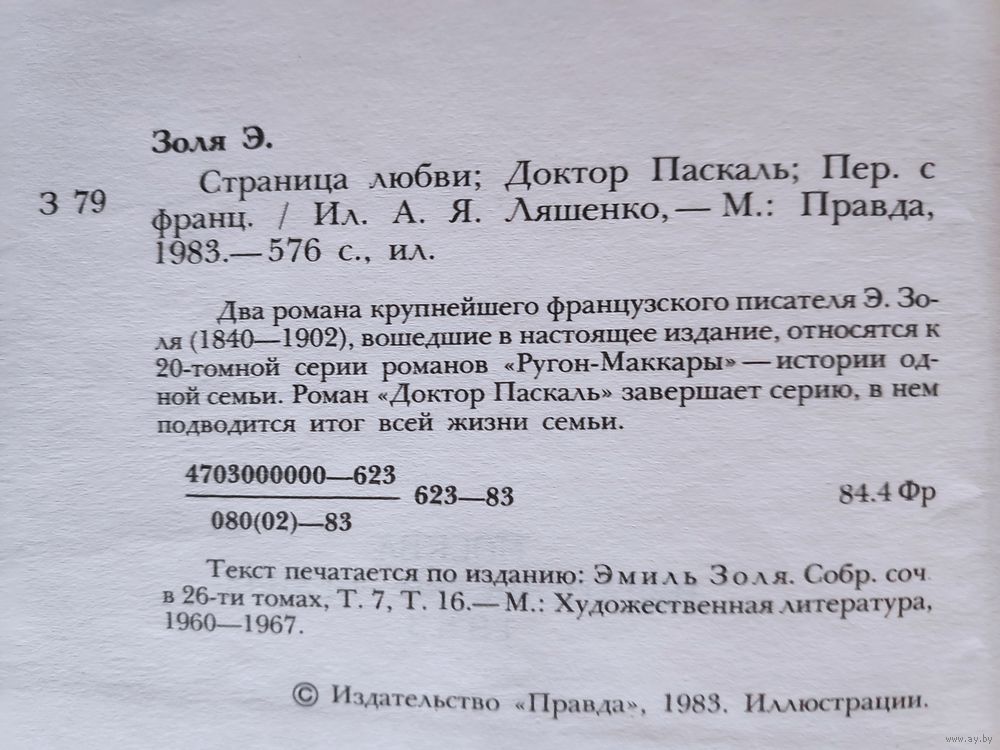 Золя Э.
Страница любви; Доктор Паскаль; Пер. с
З 79
франц. / Ил. А. Я. Ляшенко,— М.: Правда,
1983.—576 с., ил.
Два романа крупнейшего французского писателя Э. Зо-
ля (1840—1902), вошедшие в настоящее издание, относятся к
20-томной серии романов «Ругон-Маккары»—истории од-
ной семьи. Роман «Доктор Паскаль» завершает серию, в нем
подводится итог всей жизни семьи.
4703000000—623
623—83
84.4 Фр
080(02)—83
Текст печатается по изданию: Эмиль Золя. Собр. соч
в 26-ти томах, Т. 7, Т. 16.— М.: Художественная литература,
1960—1967.
© Издательство «Правда», 1983. Иллюстрации.
www.ay.by